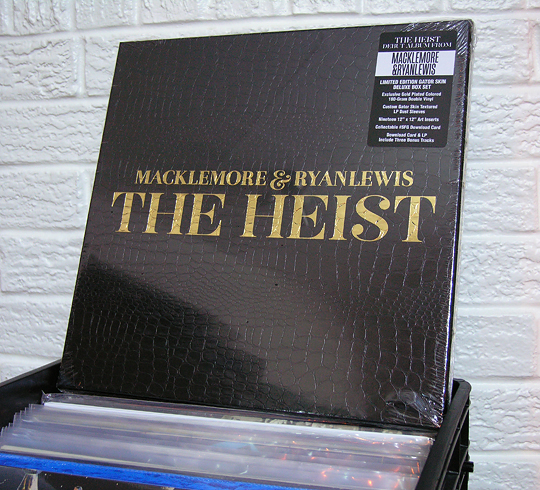 THE HEIST
DEBUT ALBUM FROM
MACKLEMORE
&RYANLEWIS
LIMITED EDITION GATOR SKIN
DELUXE BOX SET
Exclusive Gold Plated Colored
180-Gram Double Vinyl
Custom Gator Skin Textured
LP Dust Sleeves
Nineteen 12" x 12" Art Inserts
Collectable #SFG Download Card
Download Card & LP
Include Three Bonus Tracks
MACKLEMORE & RYAN LEWIS
THE HEIST